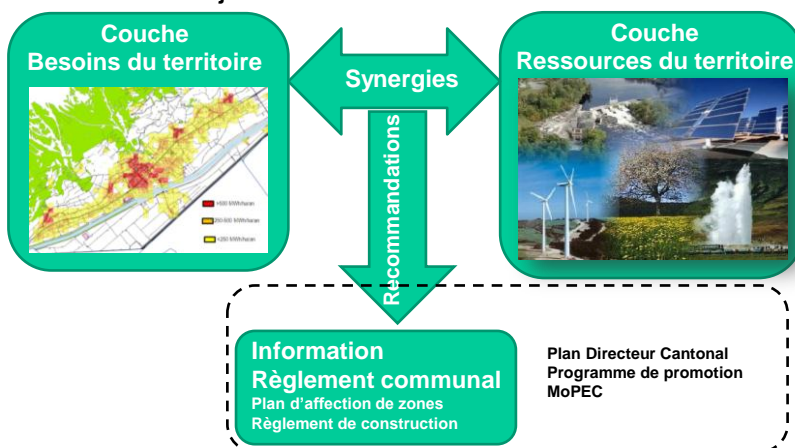 Couche
Besoins du territoire
Synergies
Couche
Ressources du territoire
Recommandations
Information
Règlement communal
Plan d’affection de zones
Règlement de construction
Plan Directeur Cantonal
Programme de promotion
MoPEC